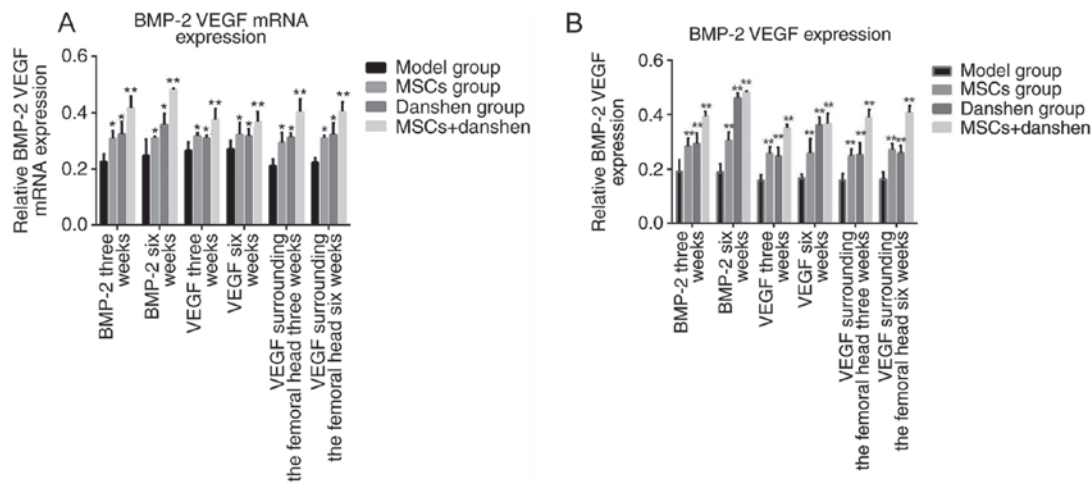 A
BMP-2 VEGF mRNA
expression
Relative BMP-2 VEGF
mRNA expression
0.6
0.4
0.2
0.0
* * **
* * **
* * **
* * **
* * **
* * **
Model group
MSCs group
Danshen group
MSCs+danshen
BMP-2 three
weeks
BMP-2 six
weeks
VEGF three
weeks
VEGF six
weeks
VEGF surrounding
the femoral head three weeks
VEGF surrounding
the femoral head six weeks
B
BMP-2 VEGF expression
Relative BMP-2 VEGF
expression
0.6
0.4
0.2
0.0
** ** **
** ** **
** ** **
** ** **
** ** **
** ** **
Model group
MSCs group
Danshen group
MSCs+danshen
BMP-2 three
weeks
BMP-2 six
weeks
VEGF three
weeks
VEGF six
weeks
VEGF surrounding
the femoral head three weeks
VEGF surrounding
the femoral head six weeks